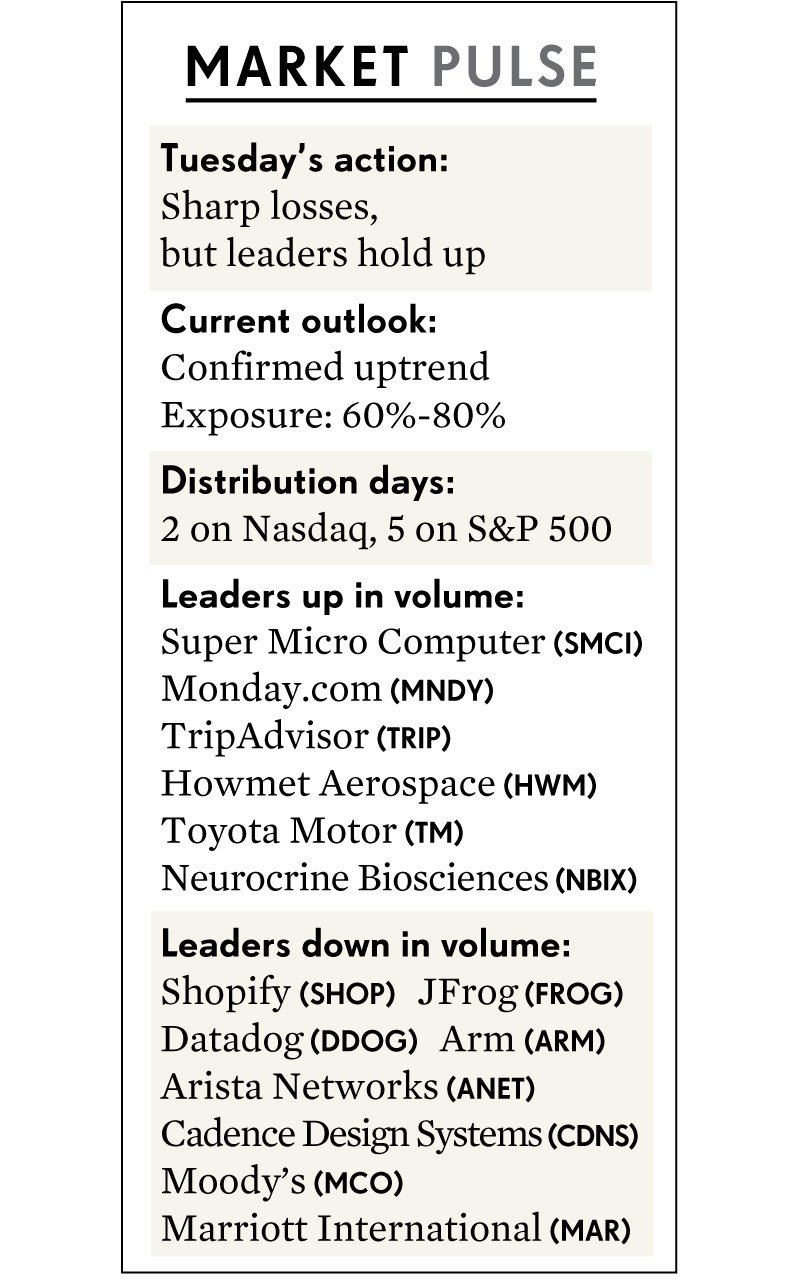 MARKET PULSE
Tuesday’s action:
Sharp losses,
but leaders hold up
Current outlook:
Confirmed uptrend
Exposure: 60%-80%
Distribution days:
2 on Nasdaq, 5 on S&P 500
Leaders up in volume:
Super Micro Computer (SMCI)
Monday.com (MNDY)
TripAdvisor (TRIP)
Howmet Aerospace (HWM)
Toyota Motor (TM)
Neurocrine Biosciences (NBIX)
Leaders down in volume:
Shopify (SHOP) JFrog (FROG)
Datadog (DDOG) Arm (ARM)
Arista Networks (ANET)
Cadence Design Systems (CDNS)
Moody’s (MCO)
Marriott International (MAR)